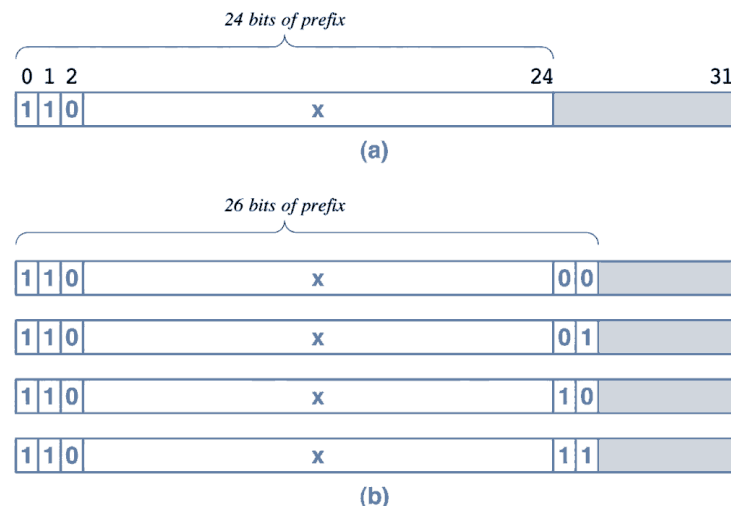 24 bits of prefix
0 1 2 24 31
1 1 0 x
(a)
26 bits of prefix
1 1 0 x 0 0
1 1 0 x 0 1
1 1 0 x 1 0
1 1 0 x 1 1
(b)